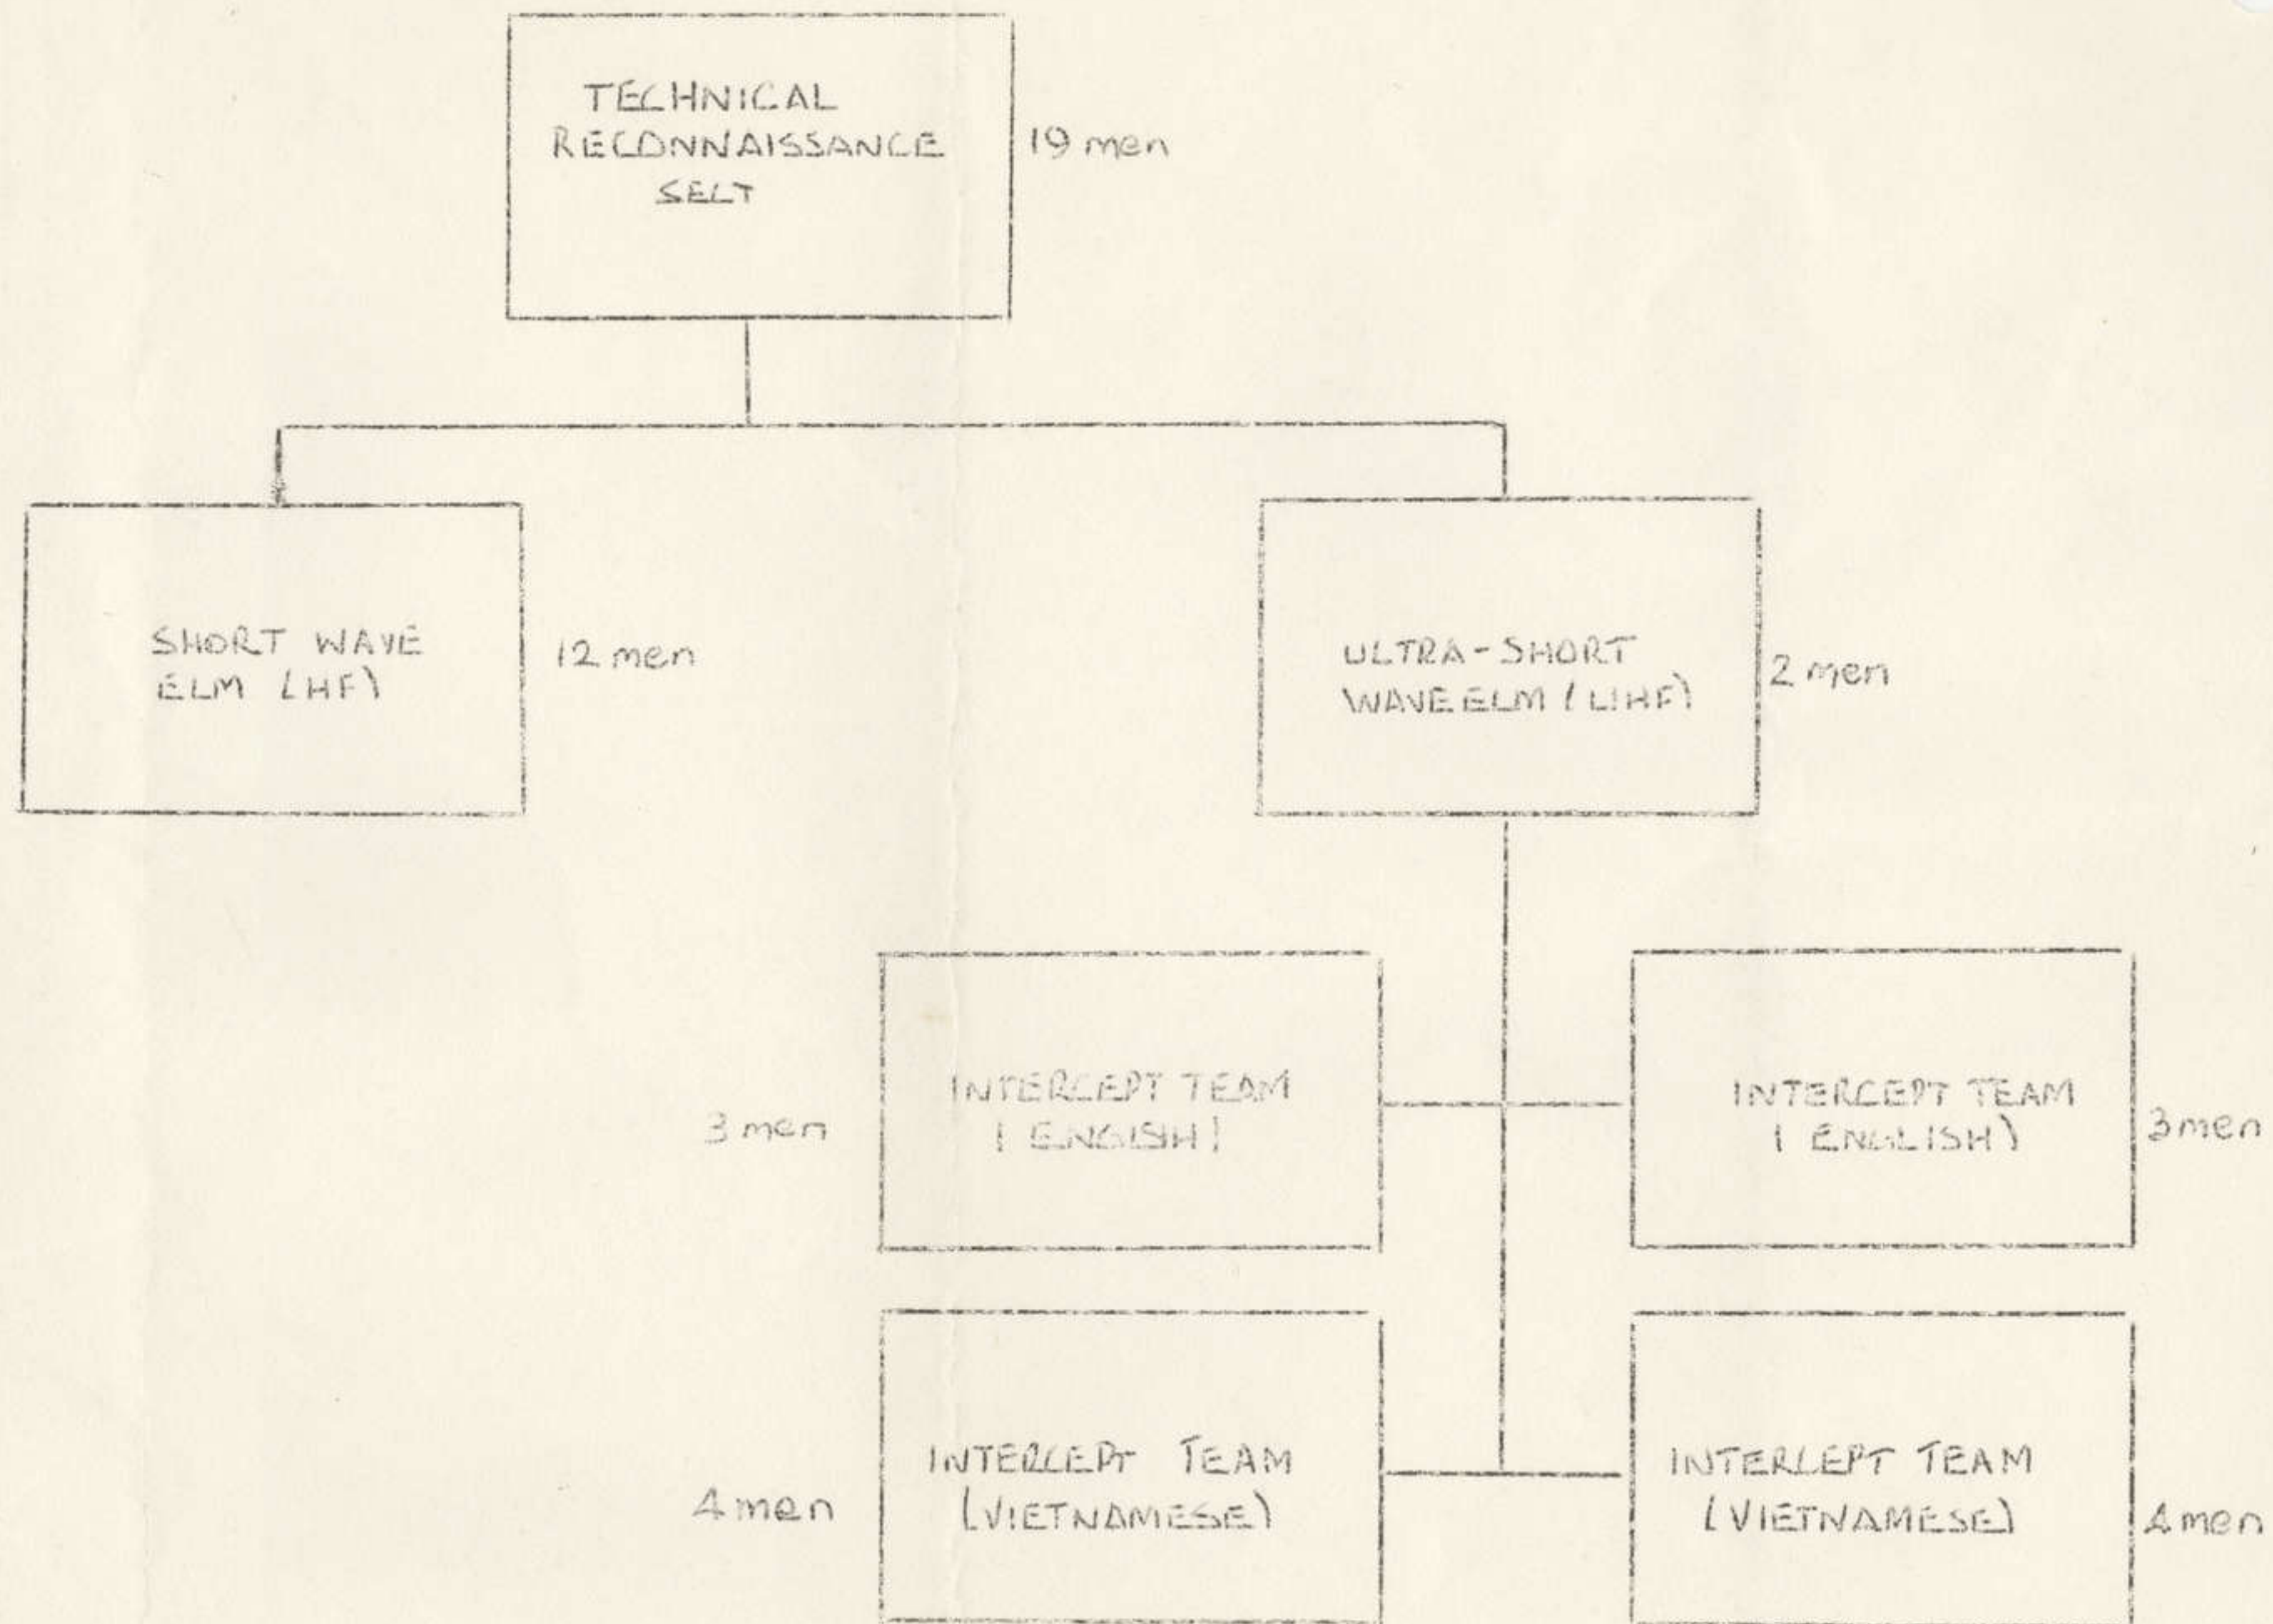 TECHNICAL
RECONNAISSANCE
SECT
19 men
SHORT WAVE
ELM (HF)
12 men
ULTRA-SHORT
WAVE ELM (UHF)
2 men
INTERCEPT TEAM
(ENGLISH)
3 men
INTERCEPT TEAM
(ENGLISH)
3 men
INTERCEPT TEAM
(VIETNAMESE)
4 men
INTERCEPT TEAM
(VIETNAMESE)
4 men